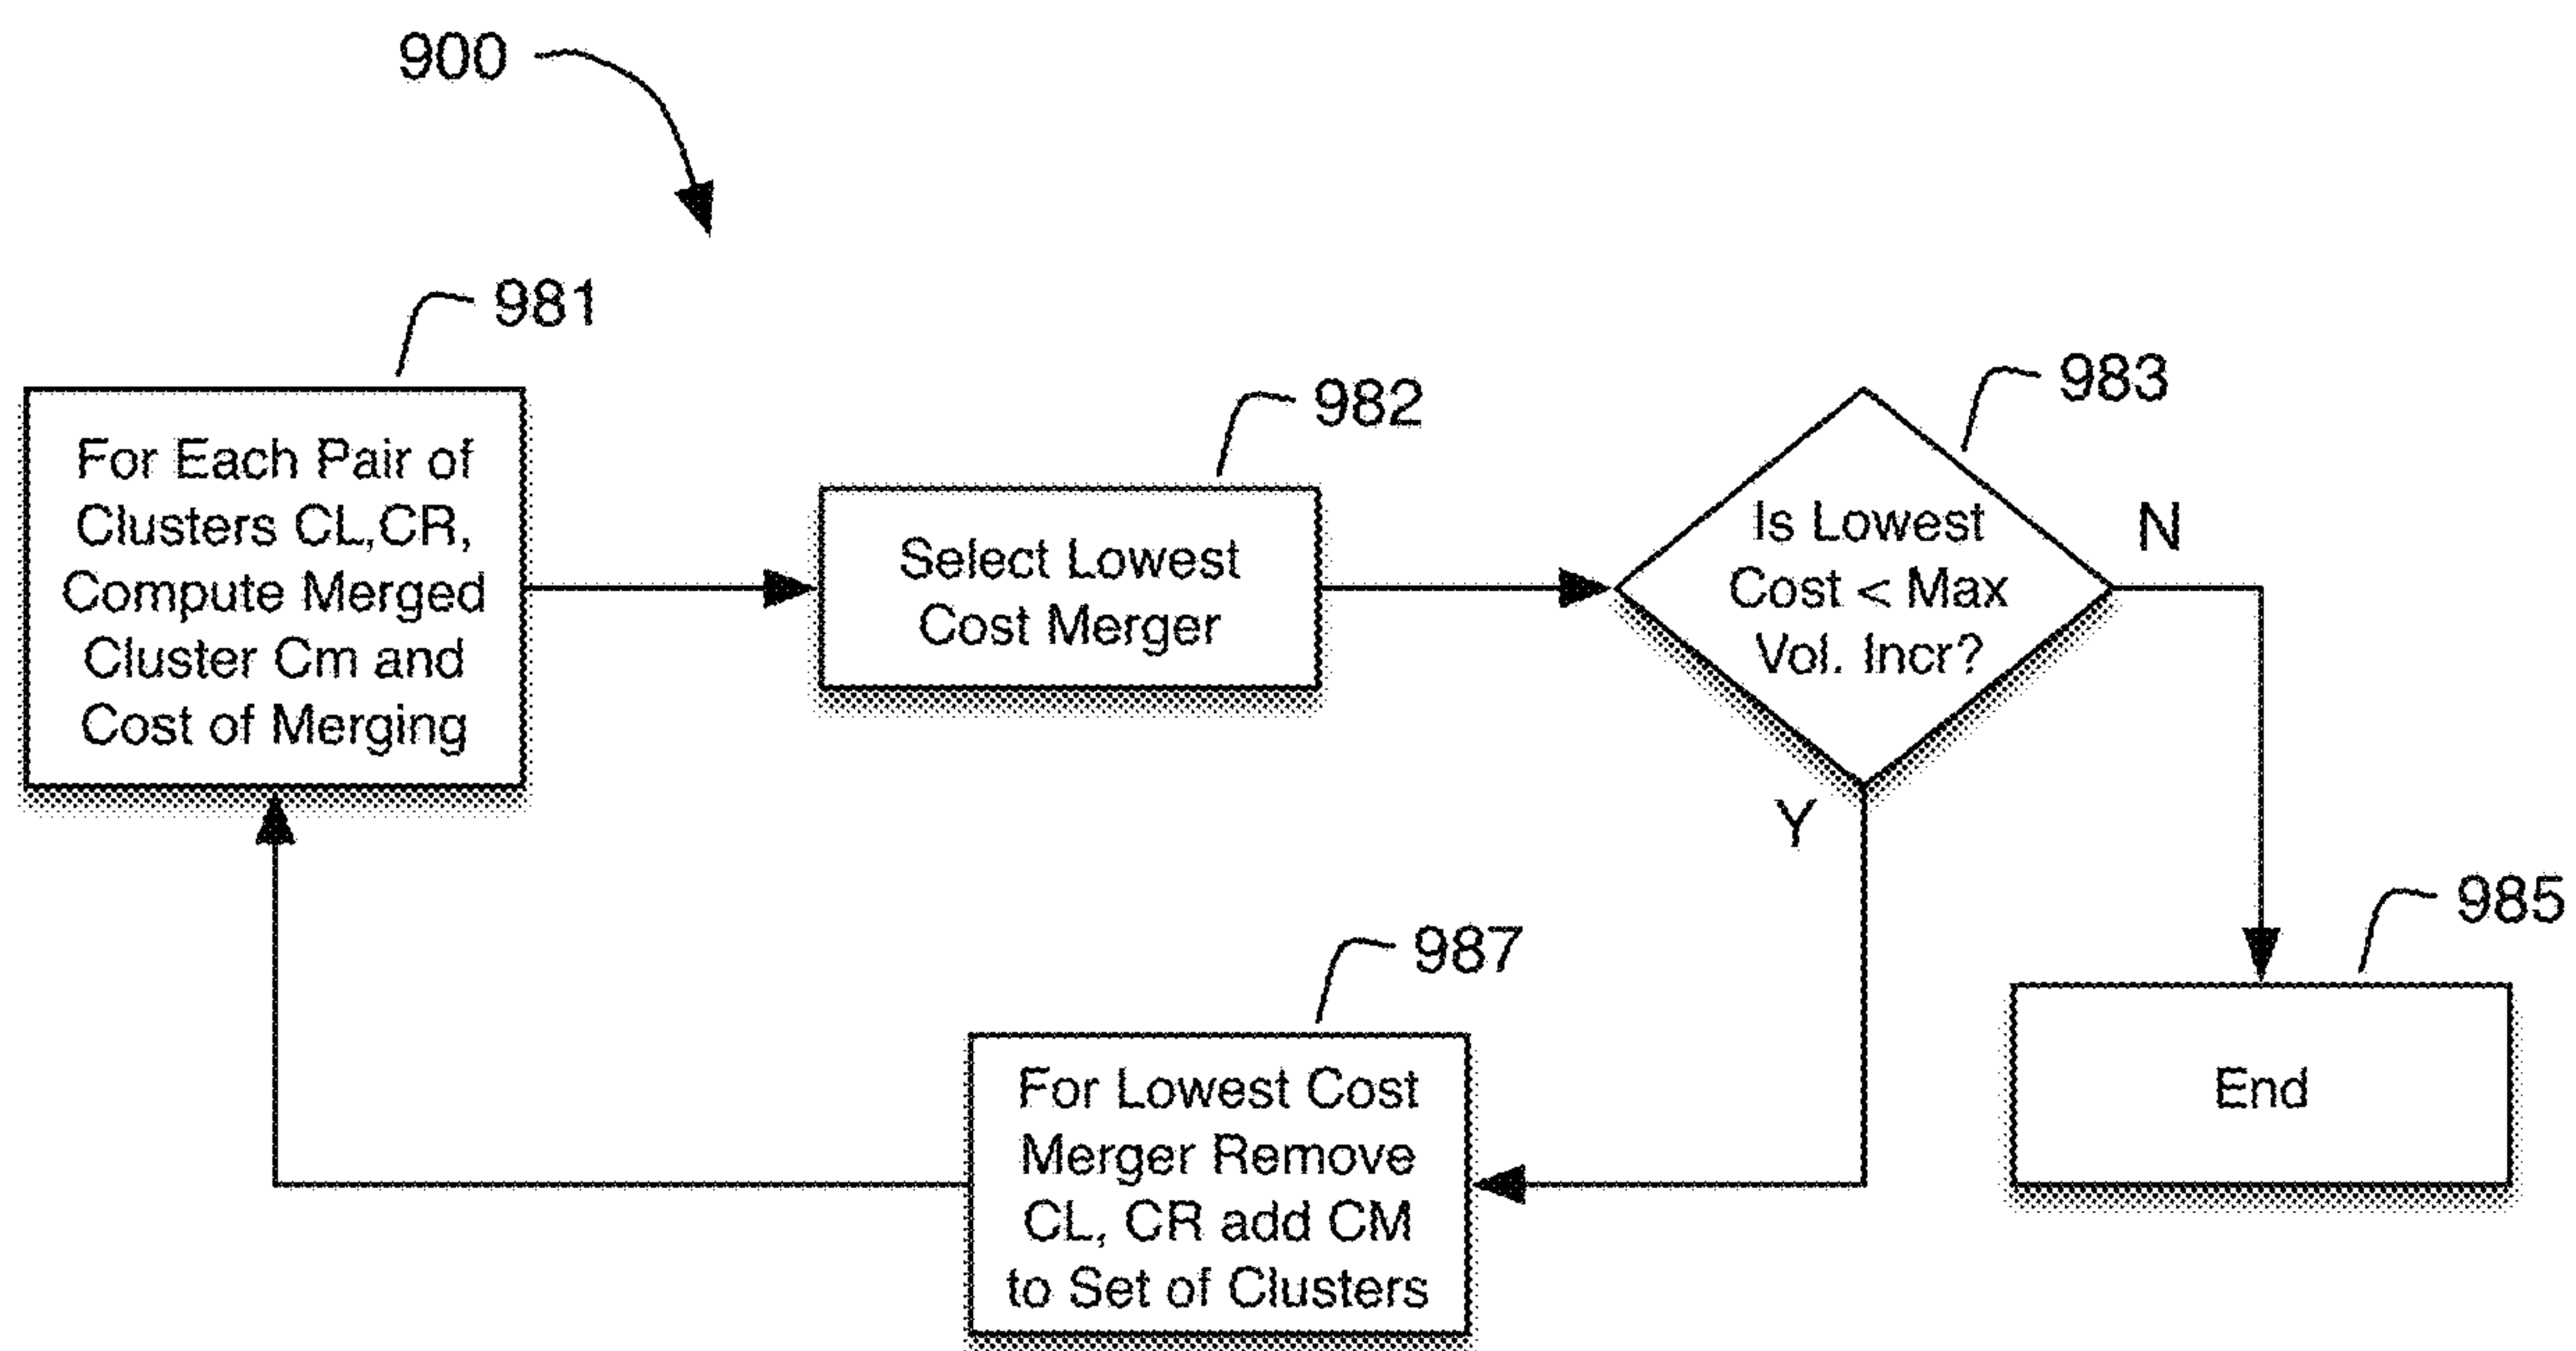 900
981
For Each Pair of
Clusters CL,CR,
Compute Merged
Cluster Cm and
Cost of Merging
982
Select Lowest
Cost Merger
983
Is Lowest
Cost < Max
Vol. Incr?
N
Y
987
For Lowest Cost
Merger Remove
CL, CR add CM
to Set of Clusters
985
End